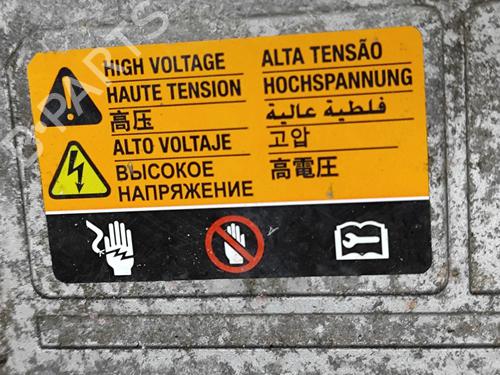 HIGH VOLTAGE
HAUTE TENSION
高压
ALTO VOLTAJE
ВЫСОКОЕ
НАПРЯЖЕНИЕ
ALTA TENSÃO
HOCHSPANNUNG
فلطية عالية
고압
高電圧
B-PARTS